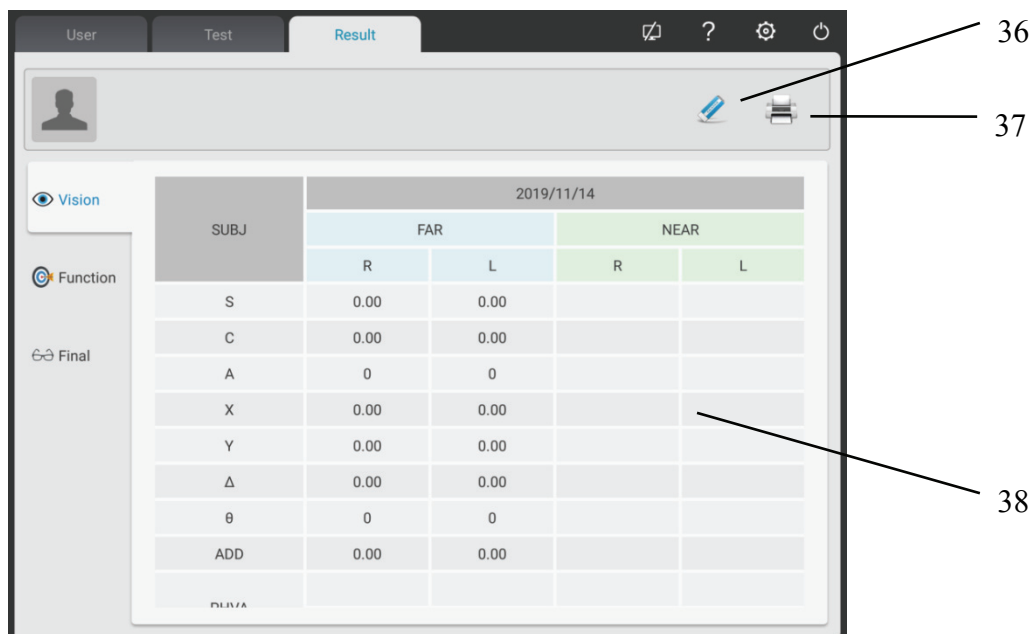 User Test Result ?
36
37
2019/11/14
Vision
SUBJ FAR NEAR
R L R L
Function
S 0.00 0.00
C 0.00 0.00
Final
A 0 0
X 0.00 0.00
Y 0.00 0.00
Δ 0.00 0.00
38
θ 0 0
ADD 0.00 0.00